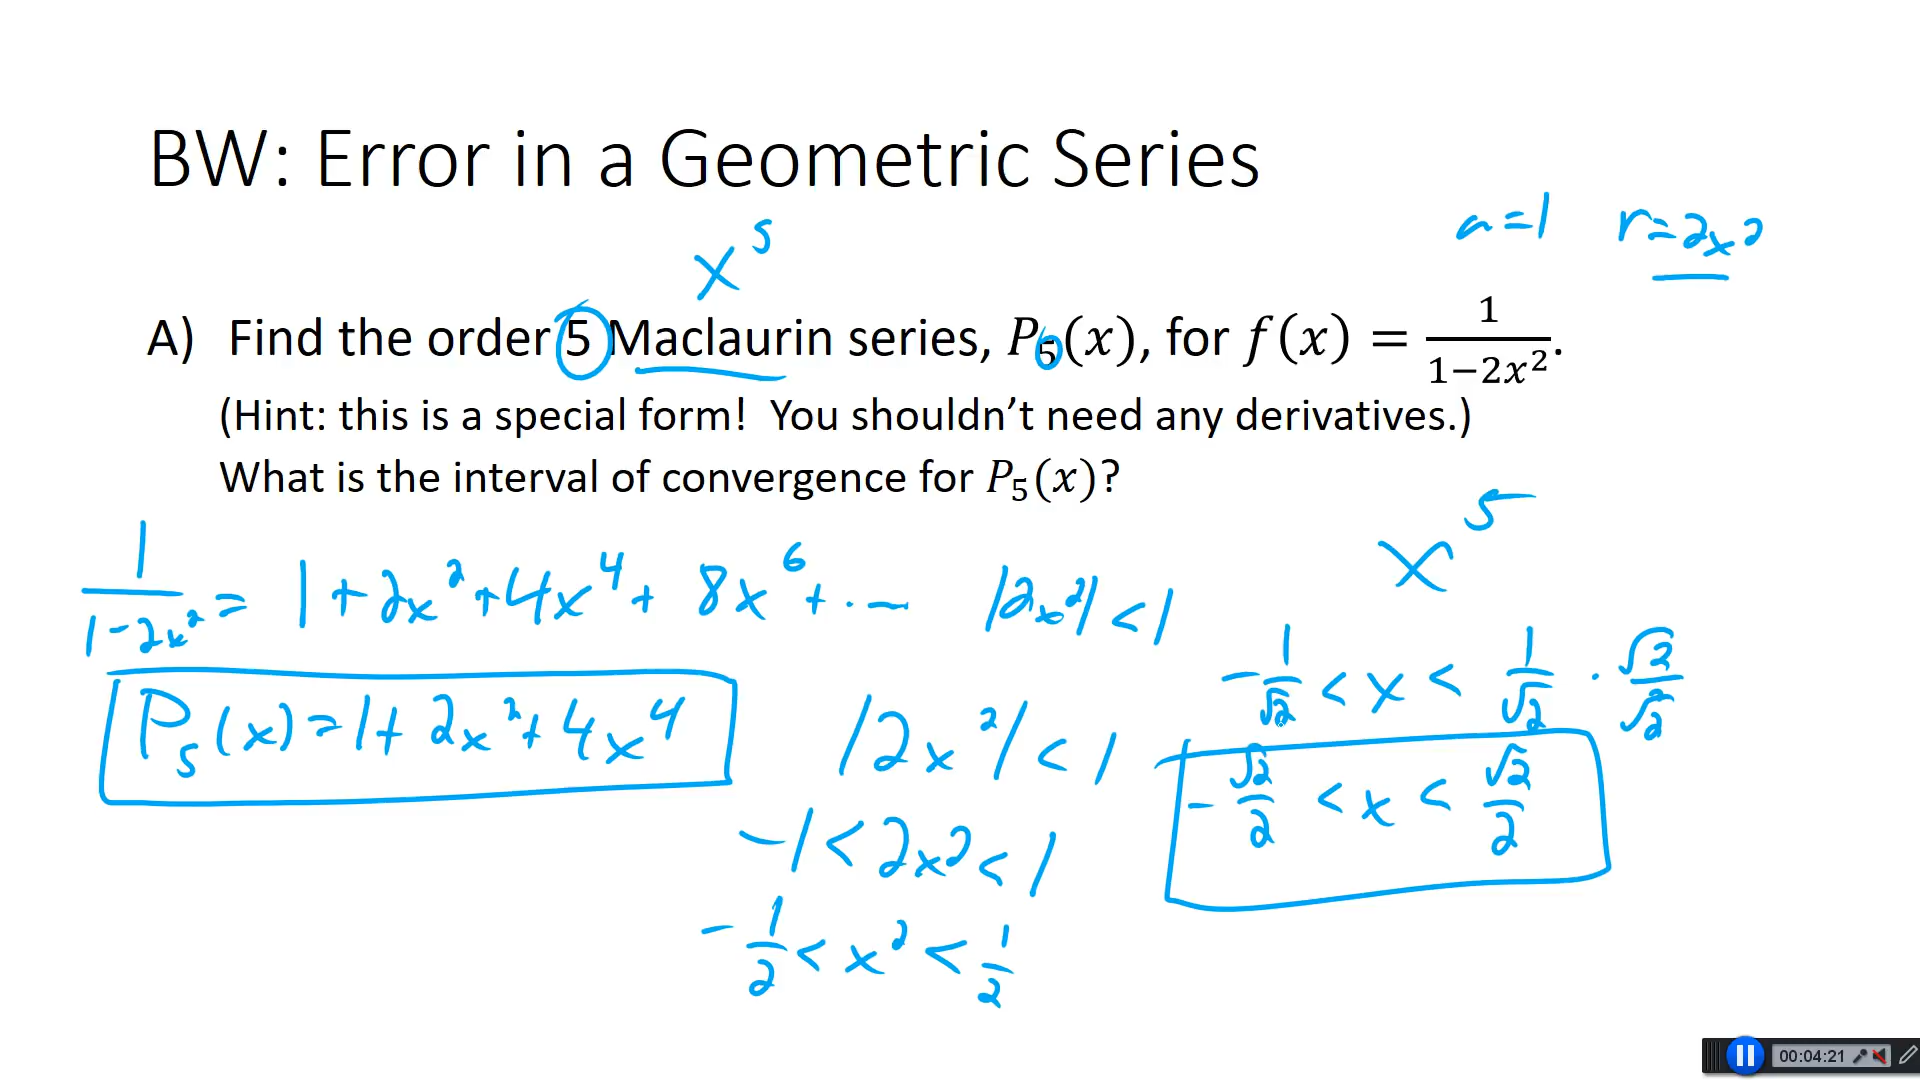 BW: Error in a Geometric Series
a = 1 r = 2x²
x⁵
A) Find the order 5 Maclaurin series, P₅(x), for f(x) = 1/(1−2x²).
(Hint: this is a special form! You shouldn't need any derivatives.)
What is the interval of convergence for P₅(x)?
x⁵
1/(1-2x²) = 1 + 2x² + 4x⁴ + 8x⁶ + ... |2x²| < 1
-1/√2 < x < 1/√2 · √2/√2
P₅(x) = 1 + 2x² + 4x⁴
|2x²| < 1
-√2/2 < x < √2/2
-1 < 2x² < 1
-1/2 < x² < 1/2
00:04:21